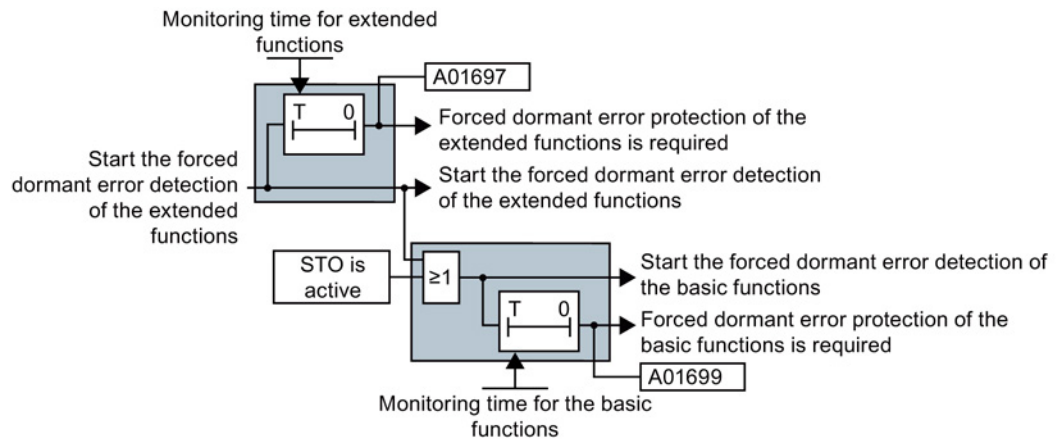 Monitoring time for extended
functions
A01697
T 0
Forced dormant error protection of the
extended functions is required
Start the forced
dormant error detection
of the extended
functions
Start the forced dormant error detection
of the extended functions
STO is
active
≥1
Start the forced dormant error detection of
the basic functions
T 0
Forced dormant error protection of the
basic functions is required
A01699
Monitoring time for the basic
functions